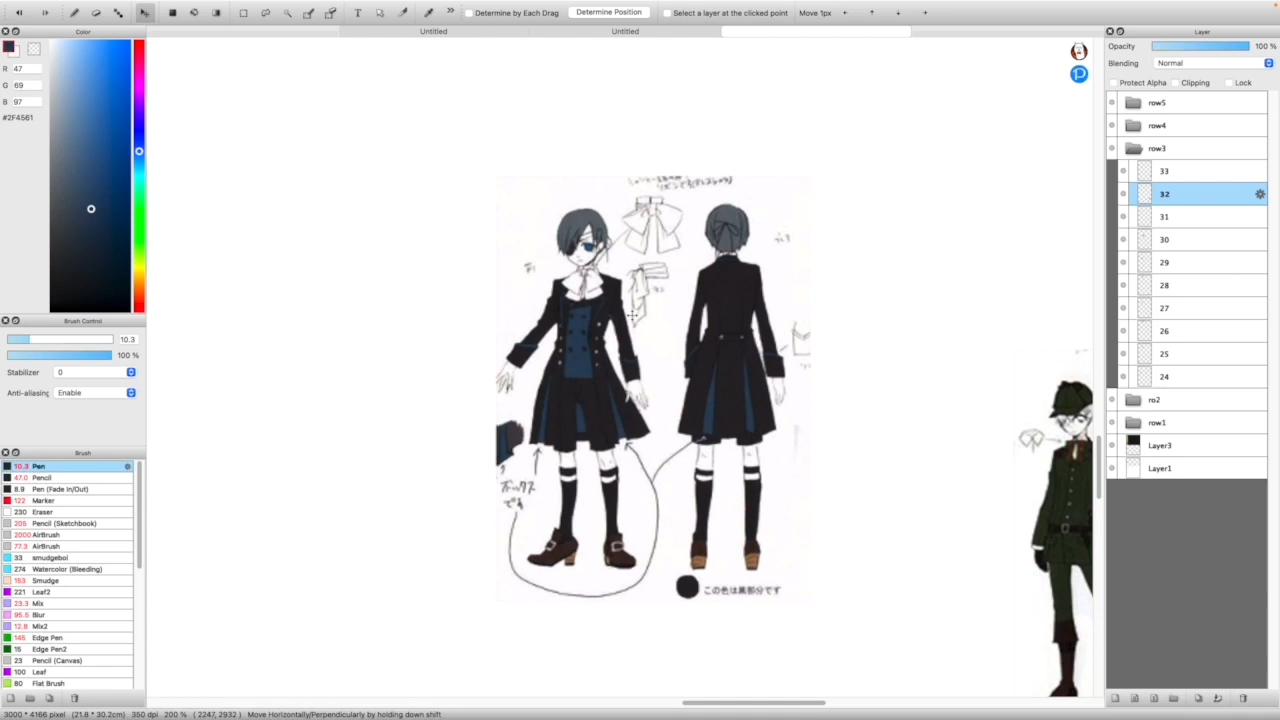 Determine by Each Drag
Determine Position
Select a layer at the clicked point
Move 1px
Color
Untitled
Untitled
Layer
R 47
G 69
B 97
#2F4561
Opacity 100 %
Blending Normal
Protect Alpha Clipping Lock
row5
row4
row3
33
32
31
30
29
28
27
26
25
24
ro2
row1
Layer3
Layer1
Brush Control
10.3
100 %
Stabilizer 0
Anti-aliasing Enable
Brush
10.3 Pen
47.0 Pencil
8.9 Pen (Fade In/Out)
122 Marker
230 Eraser
205 Pencil (Sketchbook)
2000 AirBrush
77.3 AirBrush
33 smudgebol
274 Watercolor (Bleeding)
153 Smudge
221 Leaf2
23.3 Mix
95.5 Blur
12.8 Mix2
145 Edge Pen
15 Edge Pen2
23 Pencil (Canvas)
100 Leaf
80 Flat Brush
ボックス
です
この色は黒部分です
3000 * 4166 pixel (21.8 * 30.2cm) 350 dpi 200 % ( 2247, 2932 ) Move Horizontally/Perpendicularly by holding down shift